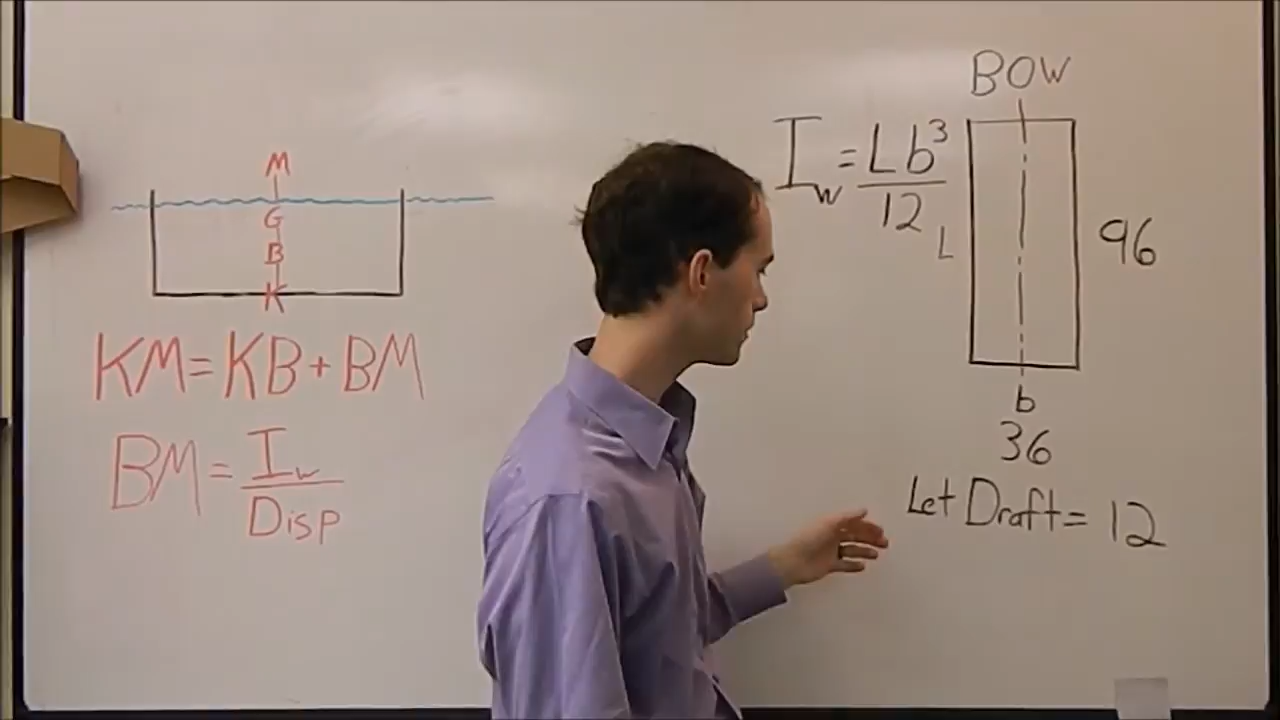 M
G
B
K
KM=KB+BM
BM=Iw/Disp
BOW
Iw=Lb³/12
L
96
b
36
Let Draft= 12